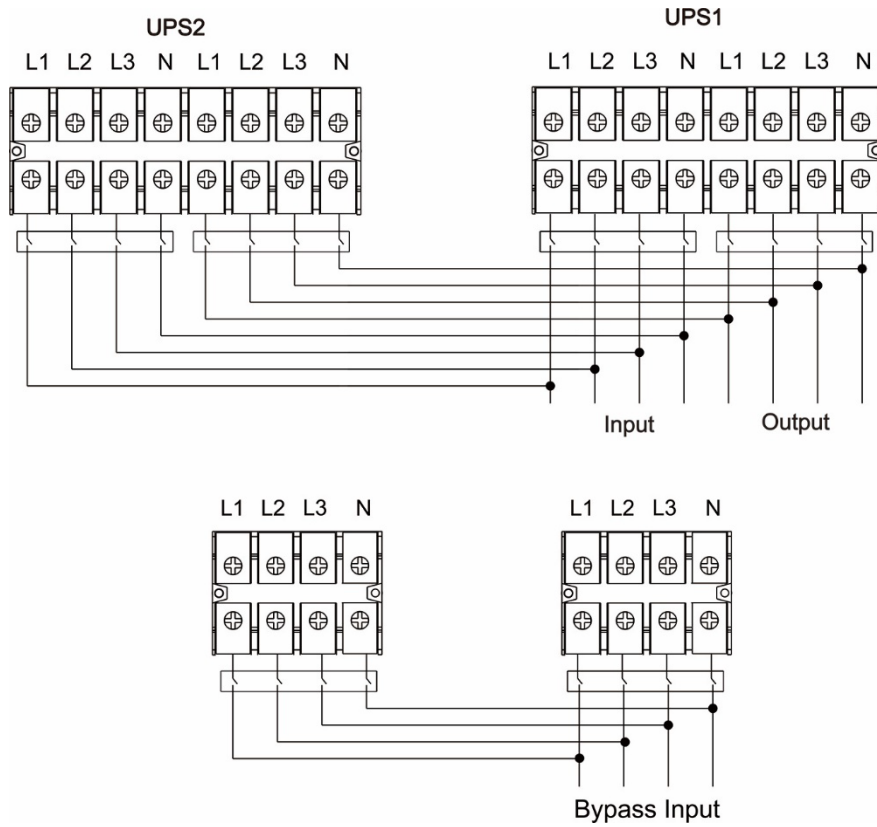 UPS2 UPS1
L1 L2 L3 N L1 L2 L3 N L1 L2 L3 N L1 L2 L3 N
Input Output
L1 L2 L3 N L1 L2 L3 N
Bypass Input